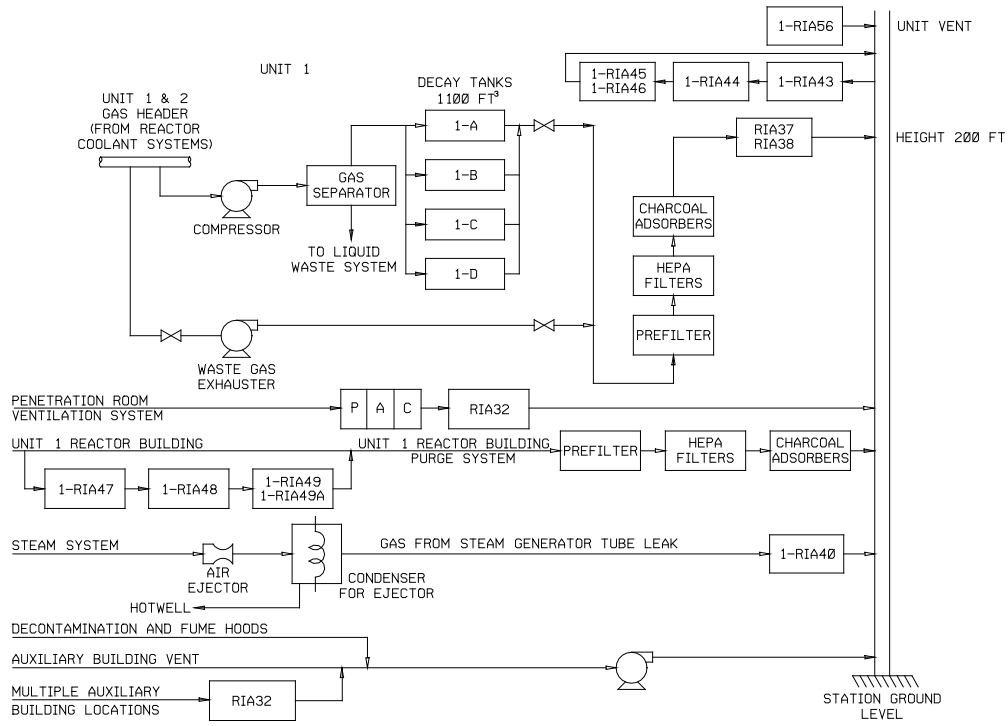 1-RIA56
UNIT VENT
UNIT 1
1-RIA45
1-RIA46
1-RIA44
1-RIA43
UNIT 1 & 2
GAS HEADER
(FROM REACTOR
COOLANT SYSTEMS)
DECAY TANKS
1100 FT³
1-A
1-B
1-C
1-D
RIA37
RIA38
HEIGHT 200 FT
GAS
SEPARATOR
COMPRESSOR
TO LIQUID
WASTE SYSTEM
CHARCOAL
ADSORBERS
HEPA
FILTERS
PREFILTER
WASTE GAS
EXHAUSTER
PENETRATION ROOM
VENTILATION SYSTEM
P A C
RIA32
UNIT 1 REACTOR BUILDING
UNIT 1 REACTOR BUILDING
PURGE SYSTEM
PREFILTER
HEPA
FILTERS
CHARCOAL
ADSORBERS
1-RIA47
1-RIA48
1-RIA49
1-RIA49A
STEAM SYSTEM
AIR
EJECTOR
GAS FROM STEAM GENERATOR TUBE LEAK
1-RIA40
CONDENSER
FOR EJECTOR
HOTWELL
DECONTAMINATION AND FUME HOODS
AUXILIARY BUILDING VENT
MULTIPLE AUXILIARY
BUILDING LOCATIONS
RIA32
STATION GROUND
LEVEL